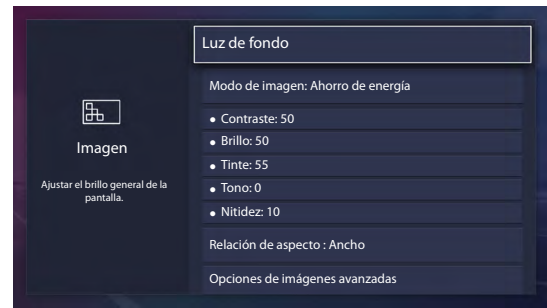 Imagen
Ajustar el brillo general de la
pantalla.
Luz de fondo
Modo de imagen: Ahorro de energía
● Contraste: 50
● Brillo: 50
● Tinte: 55
● Tono: 0
● Nitidez: 10
Relación de aspecto : Ancho
Opciones de imágenes avanzadas